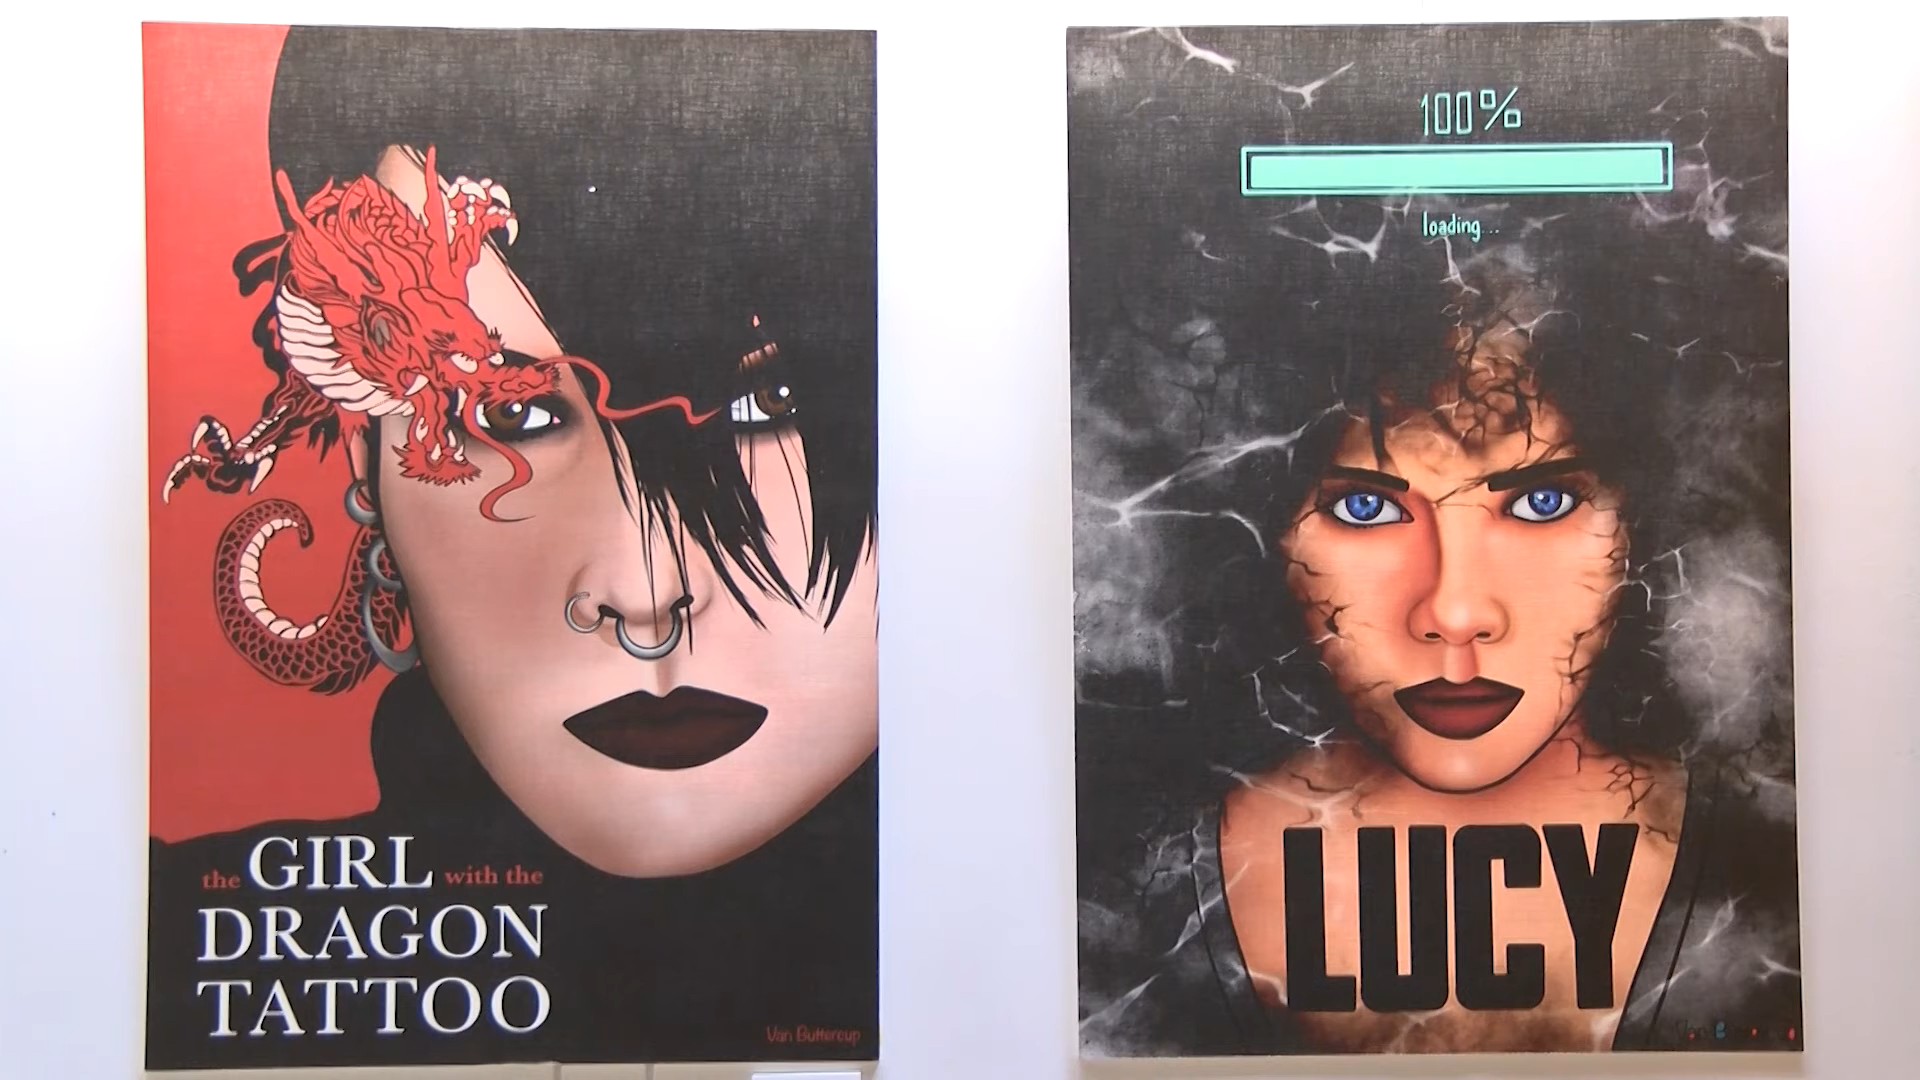 the GIRL with the
DRAGON
TATTOO
Van Buttercup
100%
loading...
LUCY